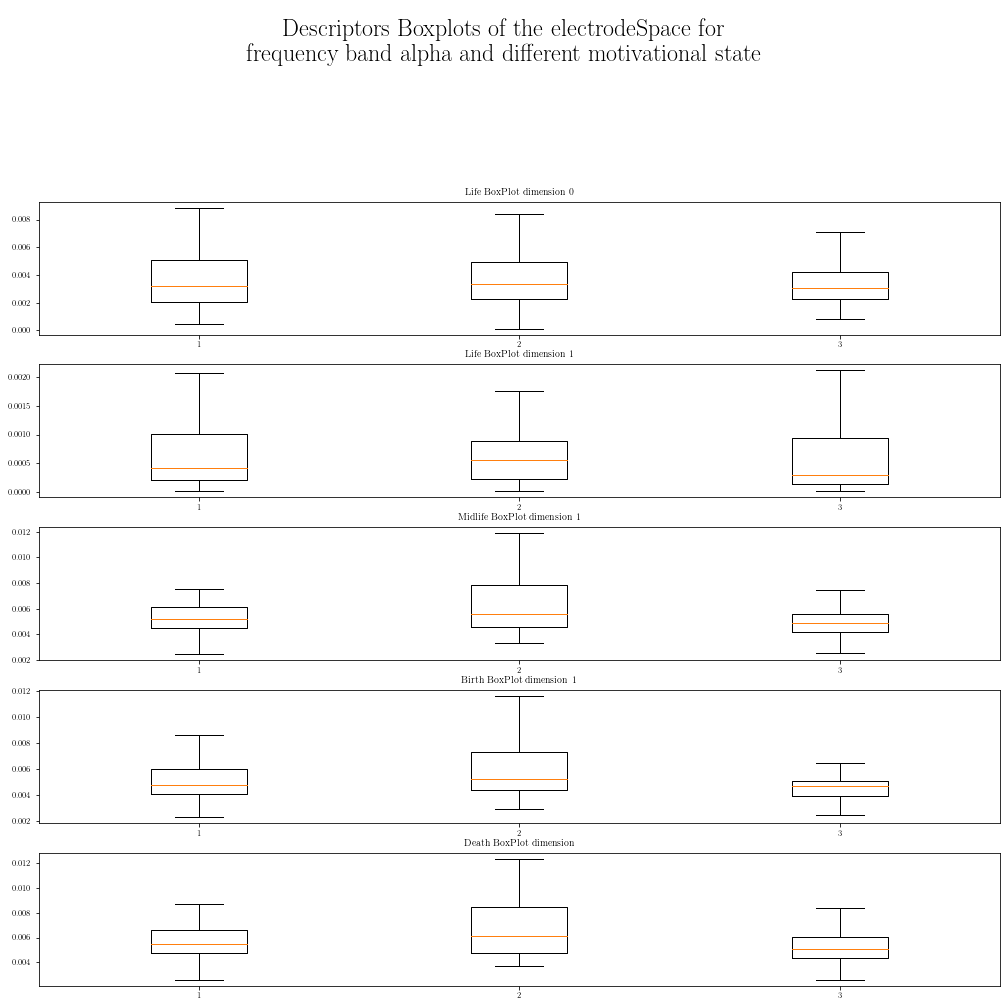 Descriptors Boxplots of the electrodeSpace for
frequency band alpha and different motivational state
Life BoxPlot dimension 0
0.008
0.006
0.004
0.002
0.000
1 2 3
Life BoxPlot dimension 1
0.0020
0.0015
0.0010
0.0005
0.0000
1 2 3
Midlife BoxPlot dimension 1
0.012
0.010
0.008
0.006
0.004
0.002
1 2 3
Birth BoxPlot dimension 1
0.012
0.010
0.008
0.006
0.004
0.002
1 2 3
Death BoxPlot dimension
0.012
0.010
0.008
0.006
0.004
1 2 3